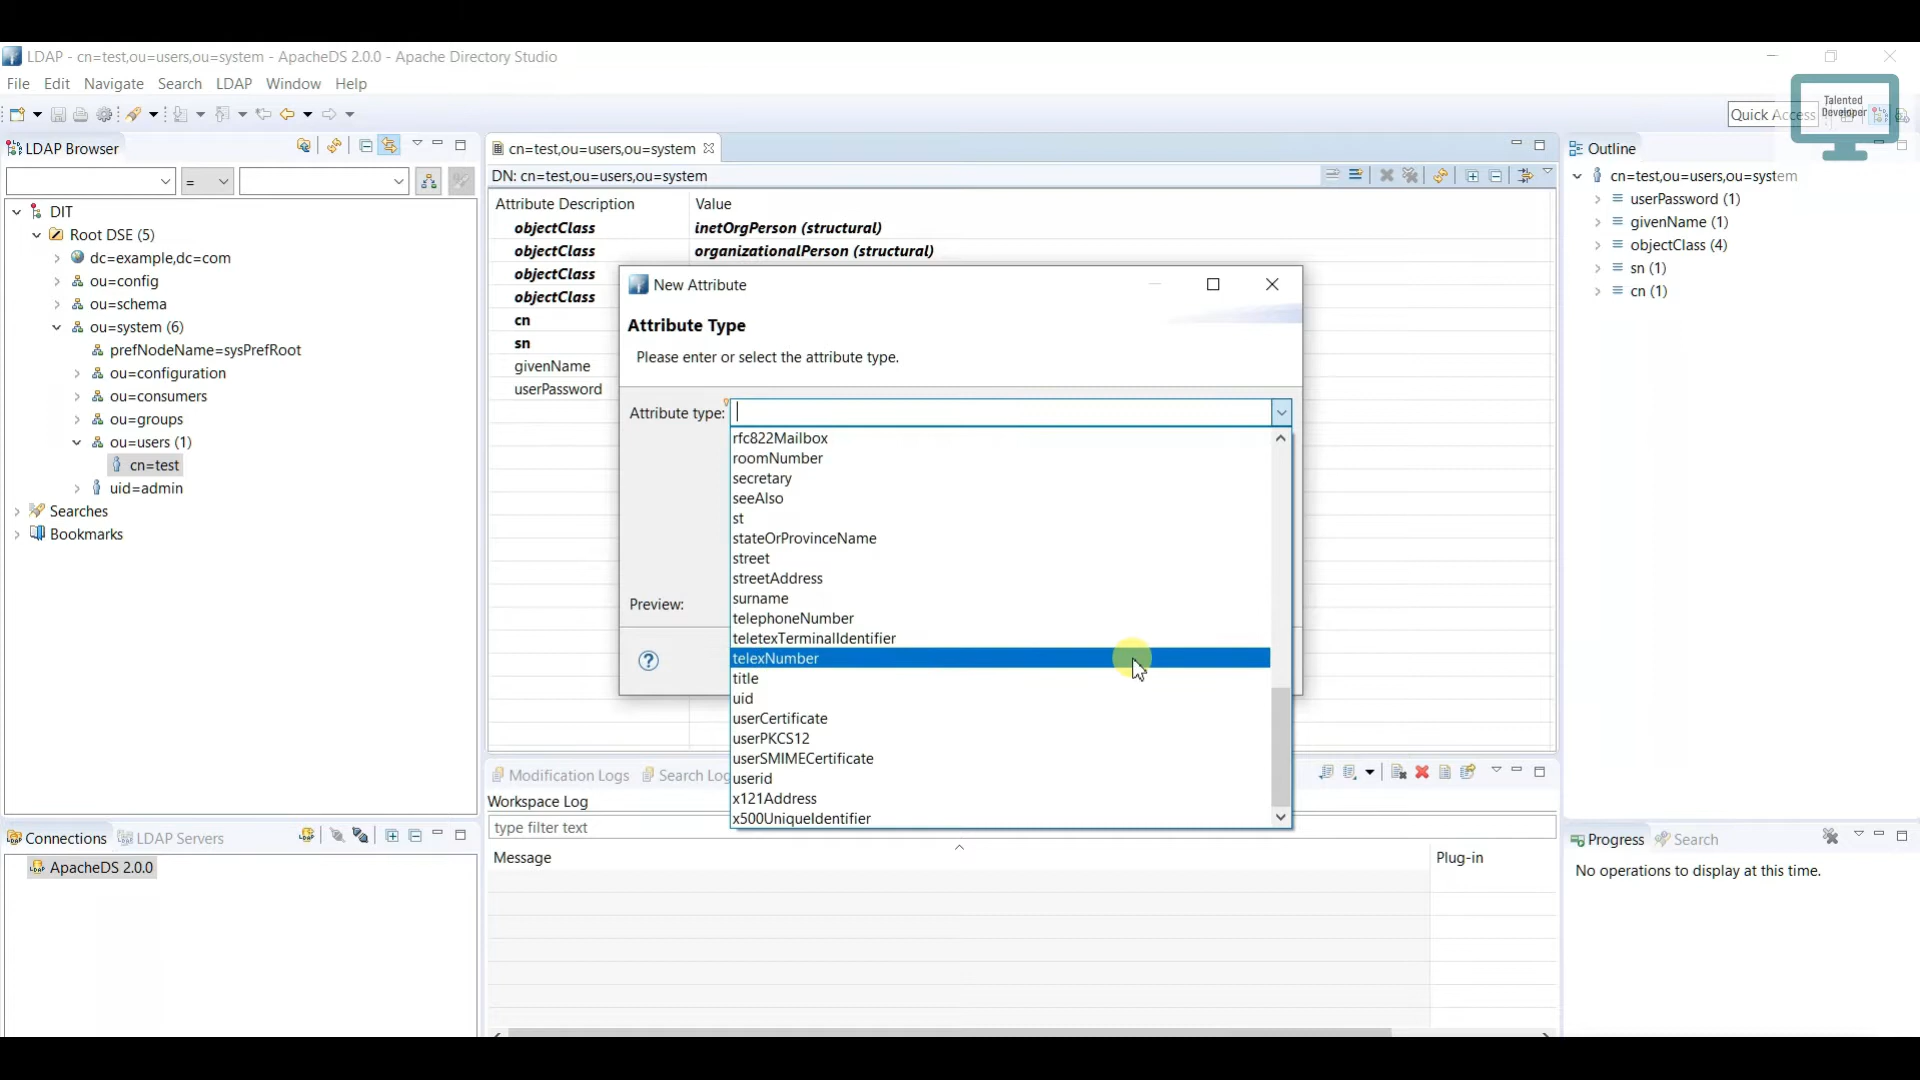 LDAP - cn=test,ou=users,ou=system - ApacheDS 2.0.0 - Apache Directory Studio
File Edit Navigate Search LDAP Window Help
Quick Access
Talented
Developer
LDAP Browser
=
DIT
Root DSE (5)
dc=example,dc=com
ou=config
ou=schema
ou=system (6)
prefNodeName=sysPrefRoot
ou=configuration
ou=consumers
ou=groups
ou=users (1)
cn=test
uid=admin
Searches
Bookmarks
Connections LDAP Servers
ApacheDS 2.0.0
cn=test,ou=users,ou=system
DN: cn=test,ou=users,ou=system
Attribute Description Value
objectClass inetOrgPerson (structural)
objectClass organizationalPerson (structural)
objectClass
objectClass
cn
sn
givenName
userPassword
New Attribute
Attribute Type
Please enter or select the attribute type.
Attribute type:
rfc822Mailbox
roomNumber
secretary
seeAlso
st
stateOrProvinceName
street
streetAddress
surname
telephoneNumber
teletexTerminalIdentifier
telexNumber
title
uid
userCertificate
userPKCS12
userSMIMECertificate
userid
x121Address
x500UniqueIdentifier
Preview:
?
Modification Logs Search Log
Workspace Log
type filter text
Message Plug-in
Outline
cn=test,ou=users,ou=system
userPassword (1)
givenName (1)
objectClass (4)
sn (1)
cn (1)
Progress Search
No operations to display at this time.